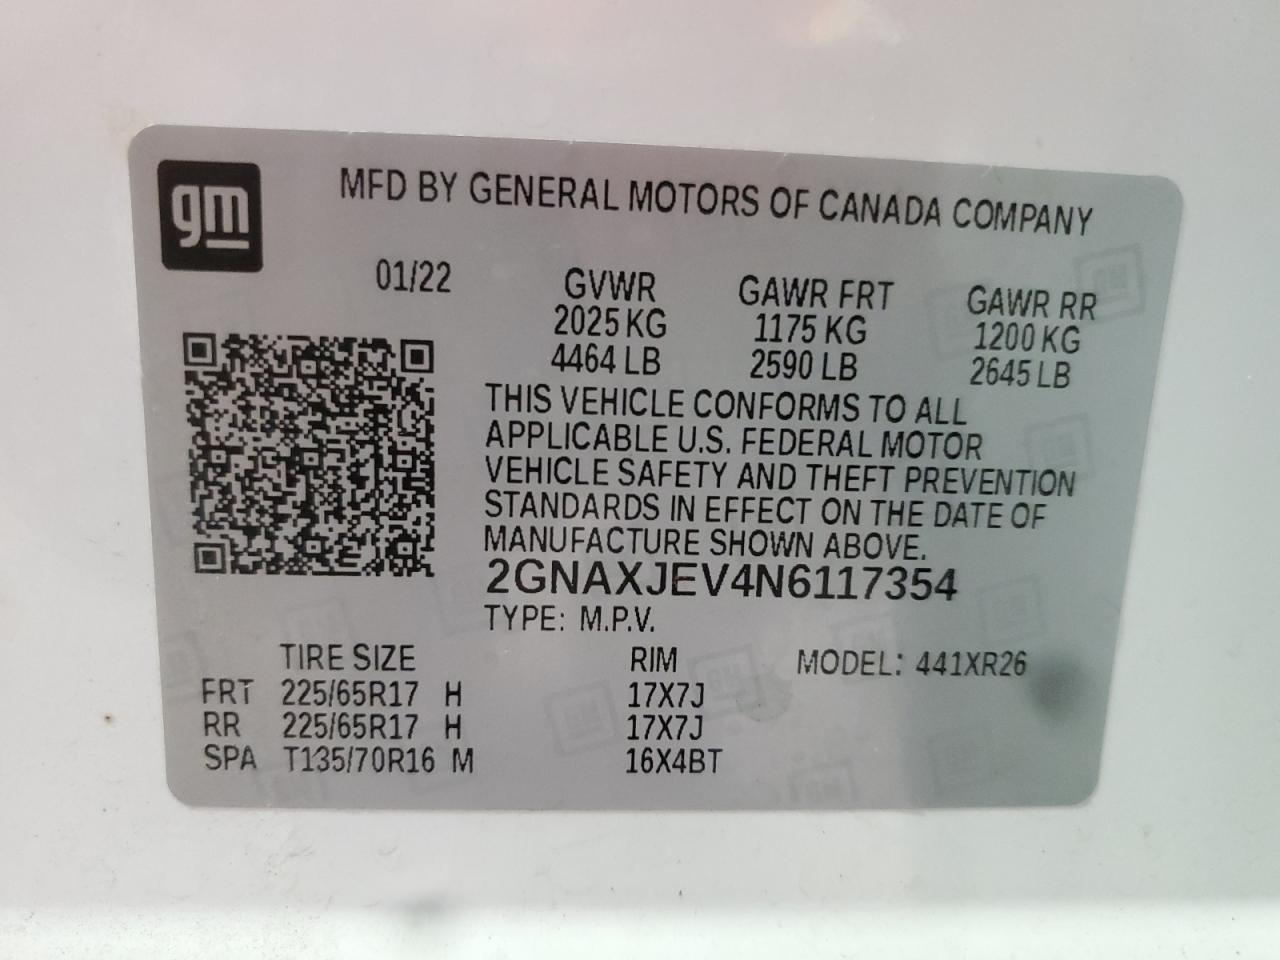 gm
MFD BY GENERAL MOTORS OF CANADA COMPANY
01/22 GVWR GAWR FRT GAWR RR
2025 KG 1175 KG 1200 KG
4464 LB 2590 LB 2645 LB
THIS VEHICLE CONFORMS TO ALL
APPLICABLE U.S. FEDERAL MOTOR
VEHICLE SAFETY AND THEFT PREVENTION
STANDARDS IN EFFECT ON THE DATE OF
MANUFACTURE SHOWN ABOVE.
2GNAXJEV4N6117354
TYPE: M.P.V.
TIRE SIZE RIM MODEL: 441XR26
FRT 225/65R17 H 17X7J
RR 225/65R17 H 17X7J
SPA T135/70R16 M 16X4BT